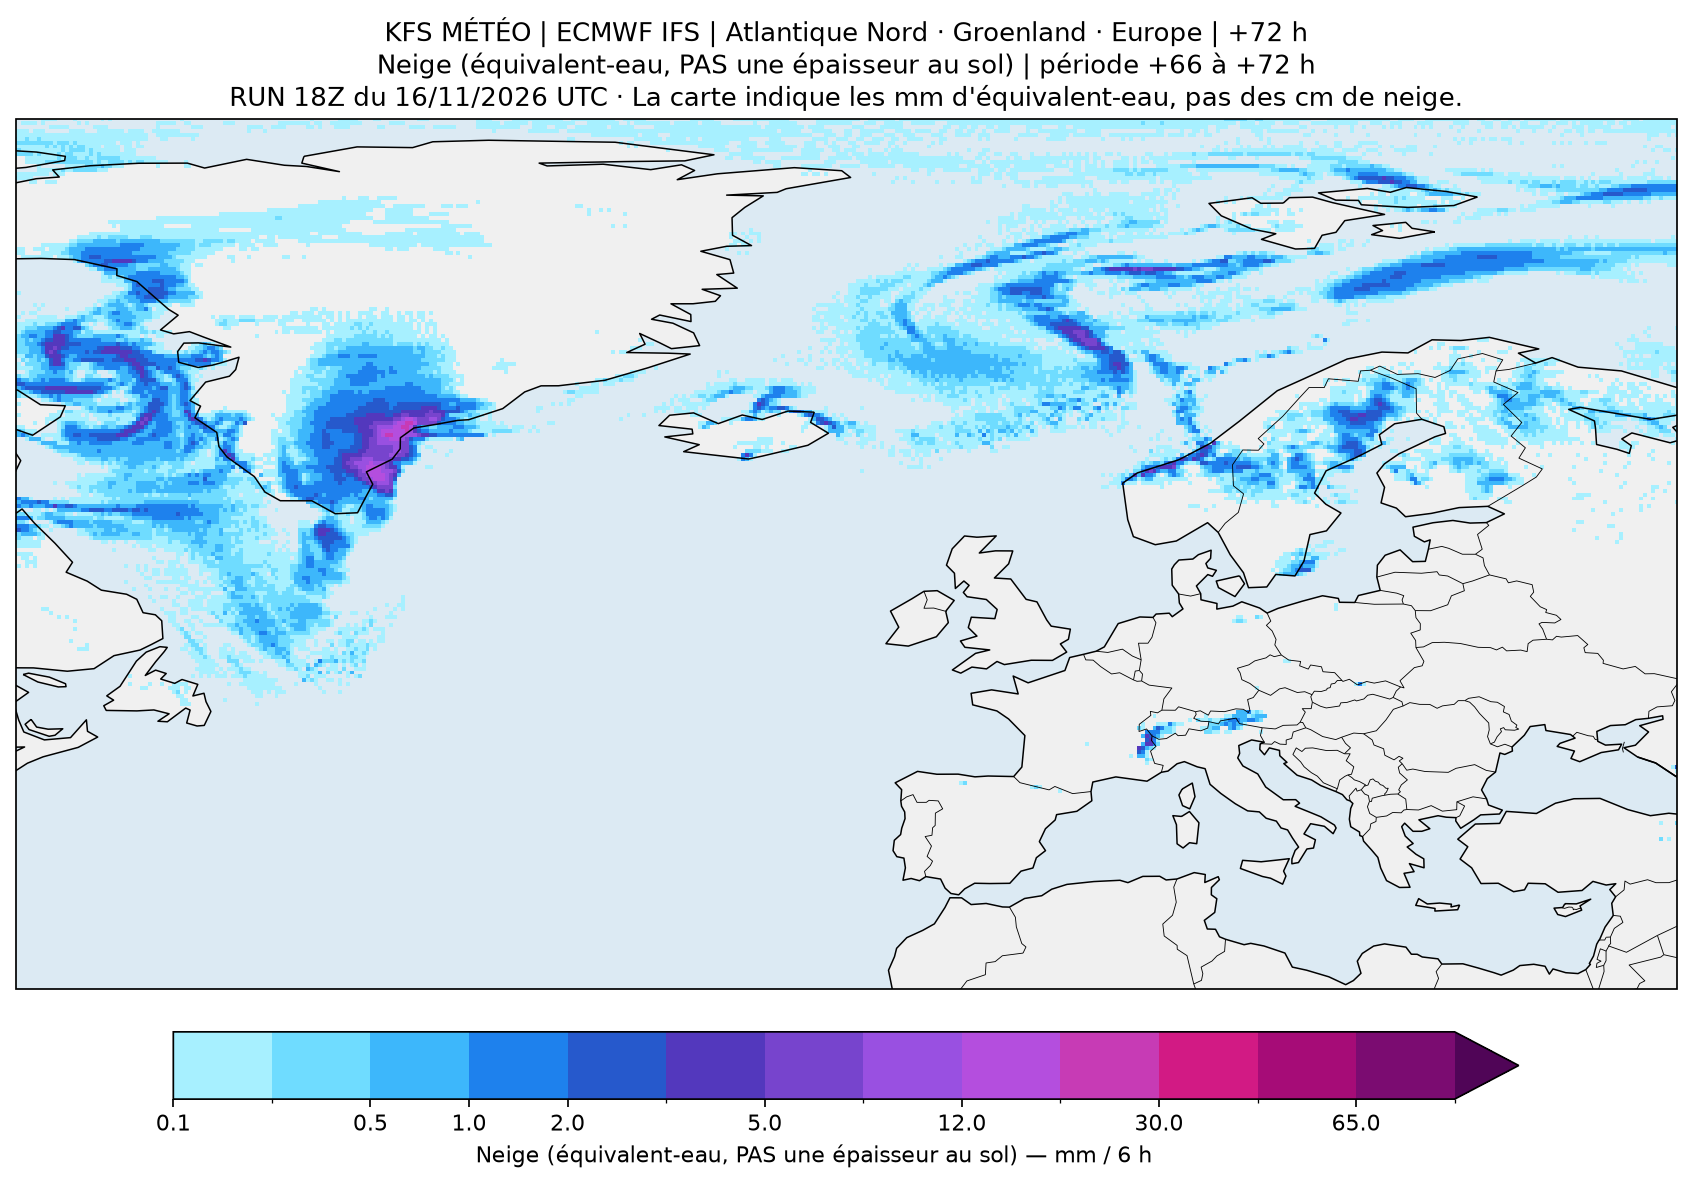 KFS MÉTÉO | ECMWF IFS | Atlantique Nord · Groenland · Europe | +72 h
Neige (équivalent-eau, PAS une épaisseur au sol) | période +66 à +72 h
RUN 18Z du 16/11/2026 UTC · La carte indique les mm d'équivalent-eau, pas des cm de neige.
0.1 0.5 1.0 2.0 5.0 12.0 30.0 65.0
Neige (équivalent-eau, PAS une épaisseur au sol) — mm / 6 h